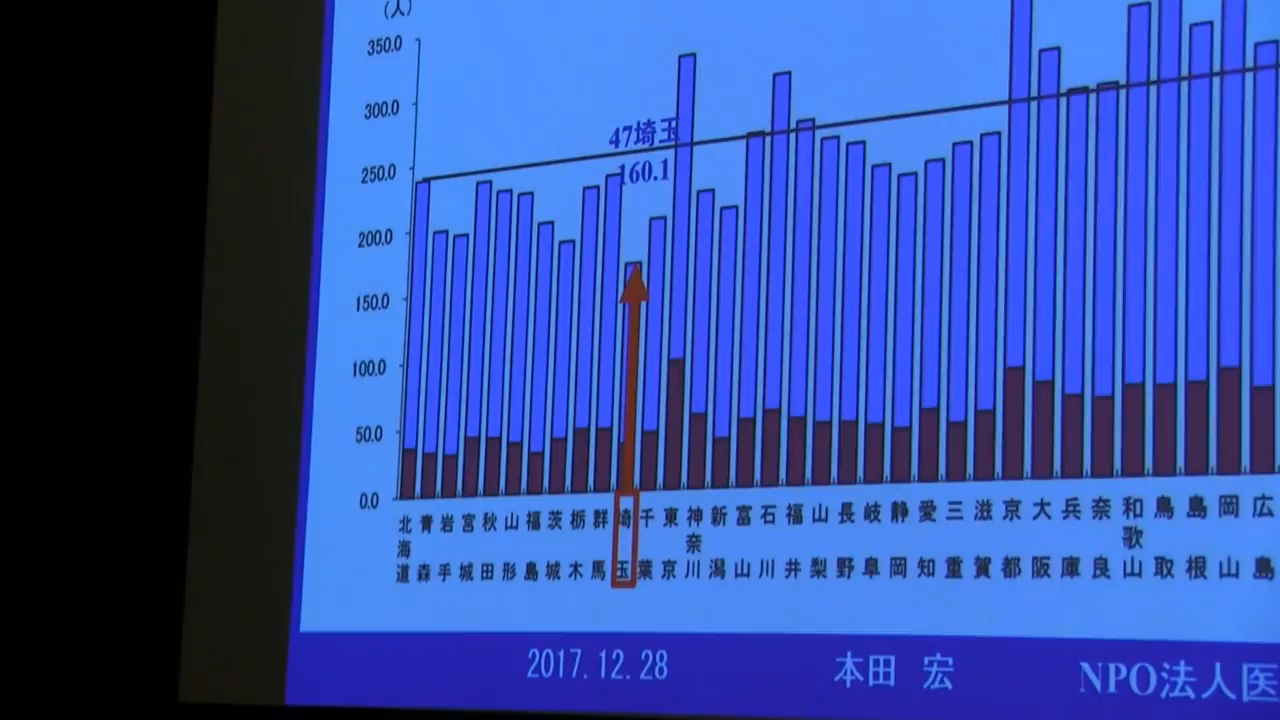 (人)
350.0
300.0
250.0
200.0
150.0
100.0
50.0
0.0
47埼玉
160.1
北海道 青森 岩手 宮城 秋田 山形 福島 茨城 栃木 群馬 埼玉 千葉 東京 神奈川 新潟 富山 石川 福井 山梨 長野 岐阜 静岡 愛知 三重 滋賀 京都 大阪 兵庫 奈良 和歌山 鳥取 島根 岡山 広島
2017.12.28
本田 宏
NPO法人医